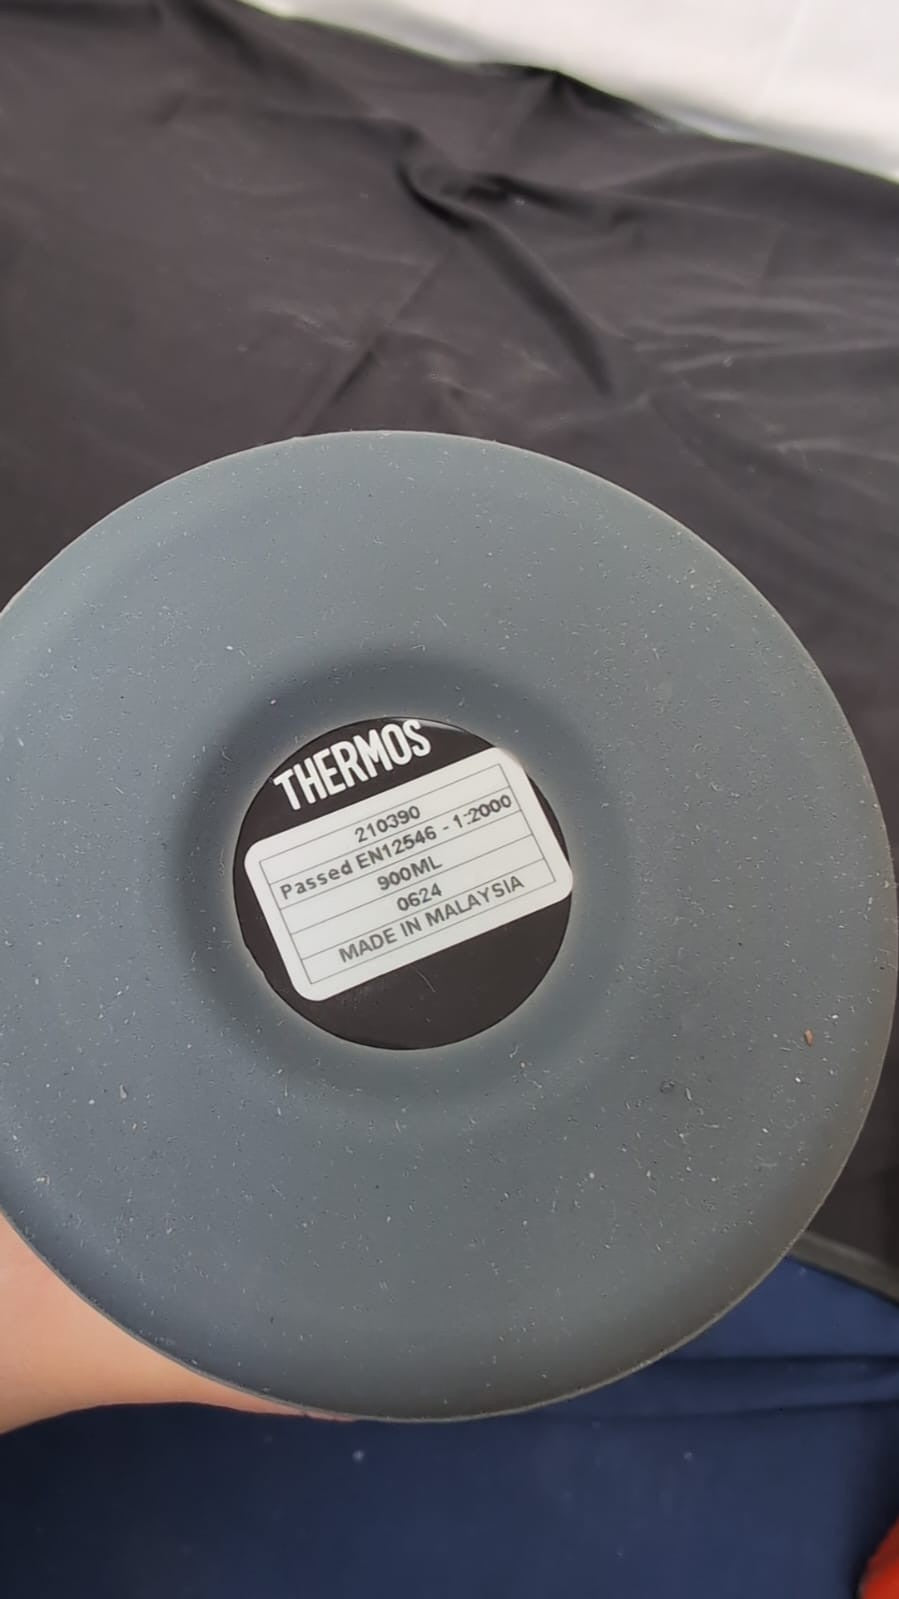 THERMOS
210390
Passed EN12546 - 1:2000
900ML
0624
MADE IN MALAYSIA